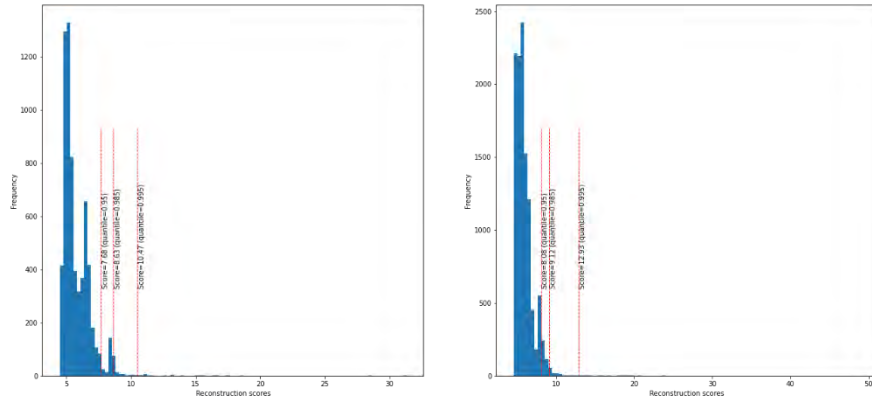 1200
1000
800
600
400
200
0
Frequency
Score=7.68 (quantile=0.95)
Score=8.63 (quantile=0.985)
Score=10.47 (quantile=0.995)
5
10
15
20
25
30
Reconstruction scores
2500
2000
1500
1000
500
0
Frequency
Score=8.08 (quantile=0.95)
Score=9.12 (quantile=0.985)
Score=12.93 (quantile=0.995)
10
20
30
40
50
Reconstruction scores